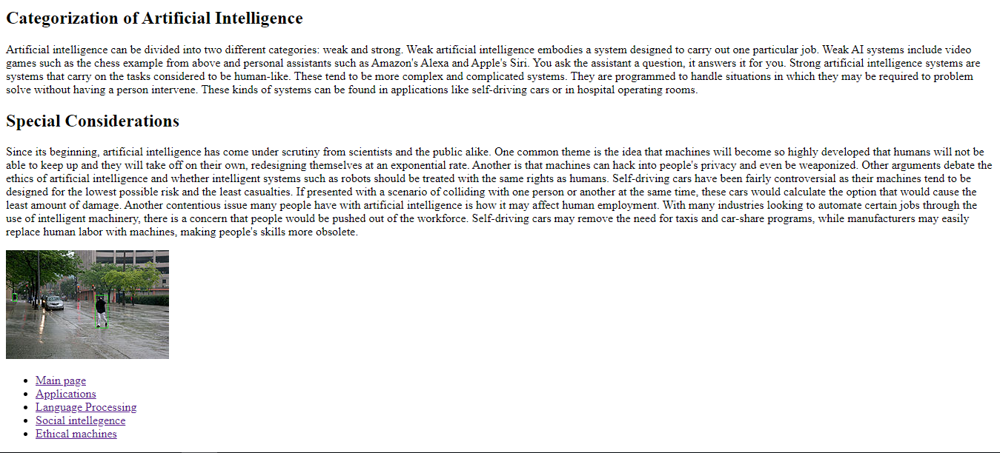 Categorization of Artificial Intelligence
Artificial intelligence can be divided into two different categories: weak and strong. Weak artificial intelligence embodies a system designed to carry out one particular job. Weak AI systems include video
games such as the chess example from above and personal assistants such as Amazon's Alexa and Apple's Siri. You ask the assistant a question, it answers it for you. Strong artificial intelligence systems are
systems that carry on the tasks considered to be human-like. These tend to be more complex and complicated systems. They are programmed to handle situations in which they may be required to problem
solve without having a person intervene. These kinds of systems can be found in applications like self-driving cars or in hospital operating rooms.
Special Considerations
Since its beginning, artificial intelligence has come under scrutiny from scientists and the public alike. One common theme is the idea that machines will become so highly developed that humans will not be
able to keep up and they will take off on their own, redesigning themselves at an exponential rate. Another is that machines can hack into people's privacy and even be weaponized. Other arguments debate the
ethics of artificial intelligence and whether intelligent systems such as robots should be treated with the same rights as humans. Self-driving cars have been fairly controversial as their machines tend to be
designed for the lowest possible risk and the least casualties. If presented with a scenario of colliding with one person or another at the same time, these cars would calculate the option that would cause the
least amount of damage. Another contentious issue many people have with artificial intelligence is how it may affect human employment. With many industries looking to automate certain jobs through the
use of intelligent machinery, there is a concern that people would be pushed out of the workforce. Self-driving cars may remove the need for taxis and car-share programs, while manufacturers may easily
replace human labor with machines, making people's skills more obsolete.
Main page
Applications
Language Processing
Social intellegence
Ethical machines